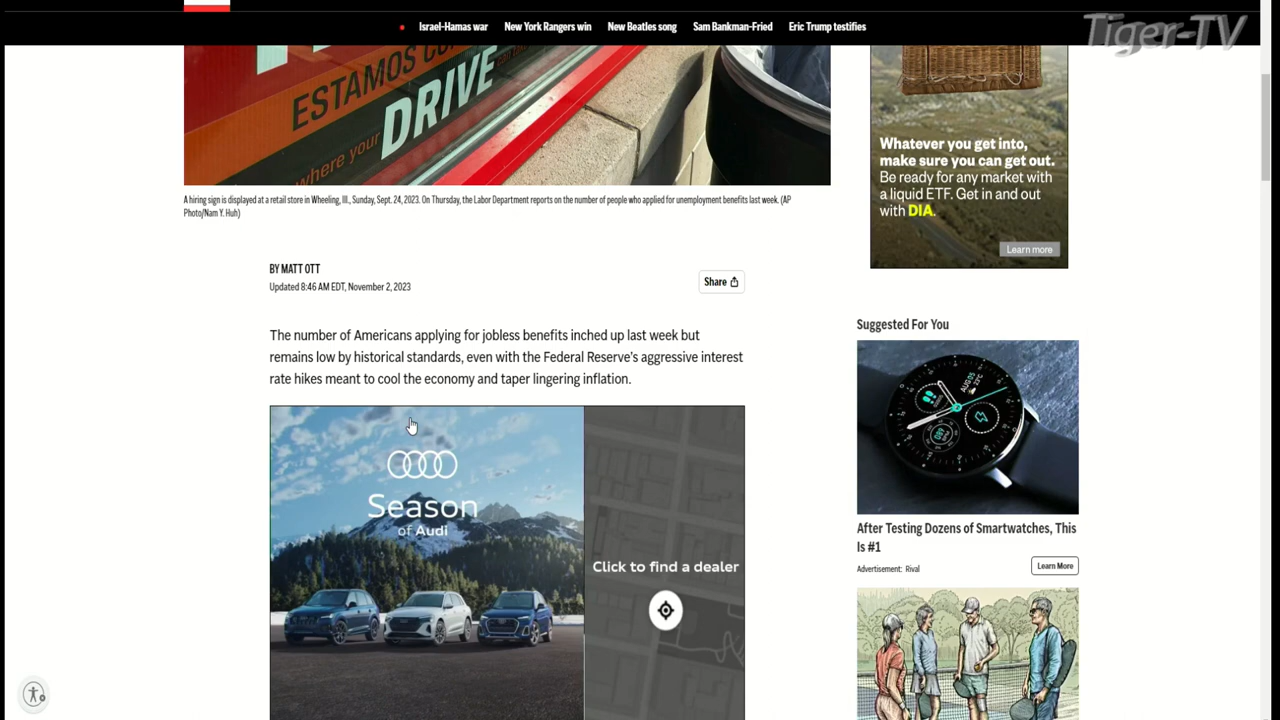 Israel-Hamas war
New York Rangers win
New Beatles song
Sam Bankman-Fried
Eric Trump testifies
Tiger-TV
ESTAMOS CO
DRIVE
where your
A hiring sign is displayed at a retail store in Wheeling, Ill., Sunday, Sept. 24, 2023. On Thursday, the Labor Department reports on the number of people who applied for unemployment benefits last week. (AP
Photo/Nam Y. Huh)
BY MATT OTT
Updated 8:46 AM EDT, November 2, 2023
Share
The number of Americans applying for jobless benefits inched up last week but
remains low by historical standards, even with the Federal Reserve's aggressive interest
rate hikes meant to cool the economy and taper lingering inflation.
Season
of Audi
Click to find a dealer
Whatever you get into,
make sure you can get out.
Be ready for any market with
a liquid ETF. Get in and out
with DIA.
Learn more
Suggested For You
After Testing Dozens of Smartwatches, This
Is #1
Advertisement: Rival
Learn More